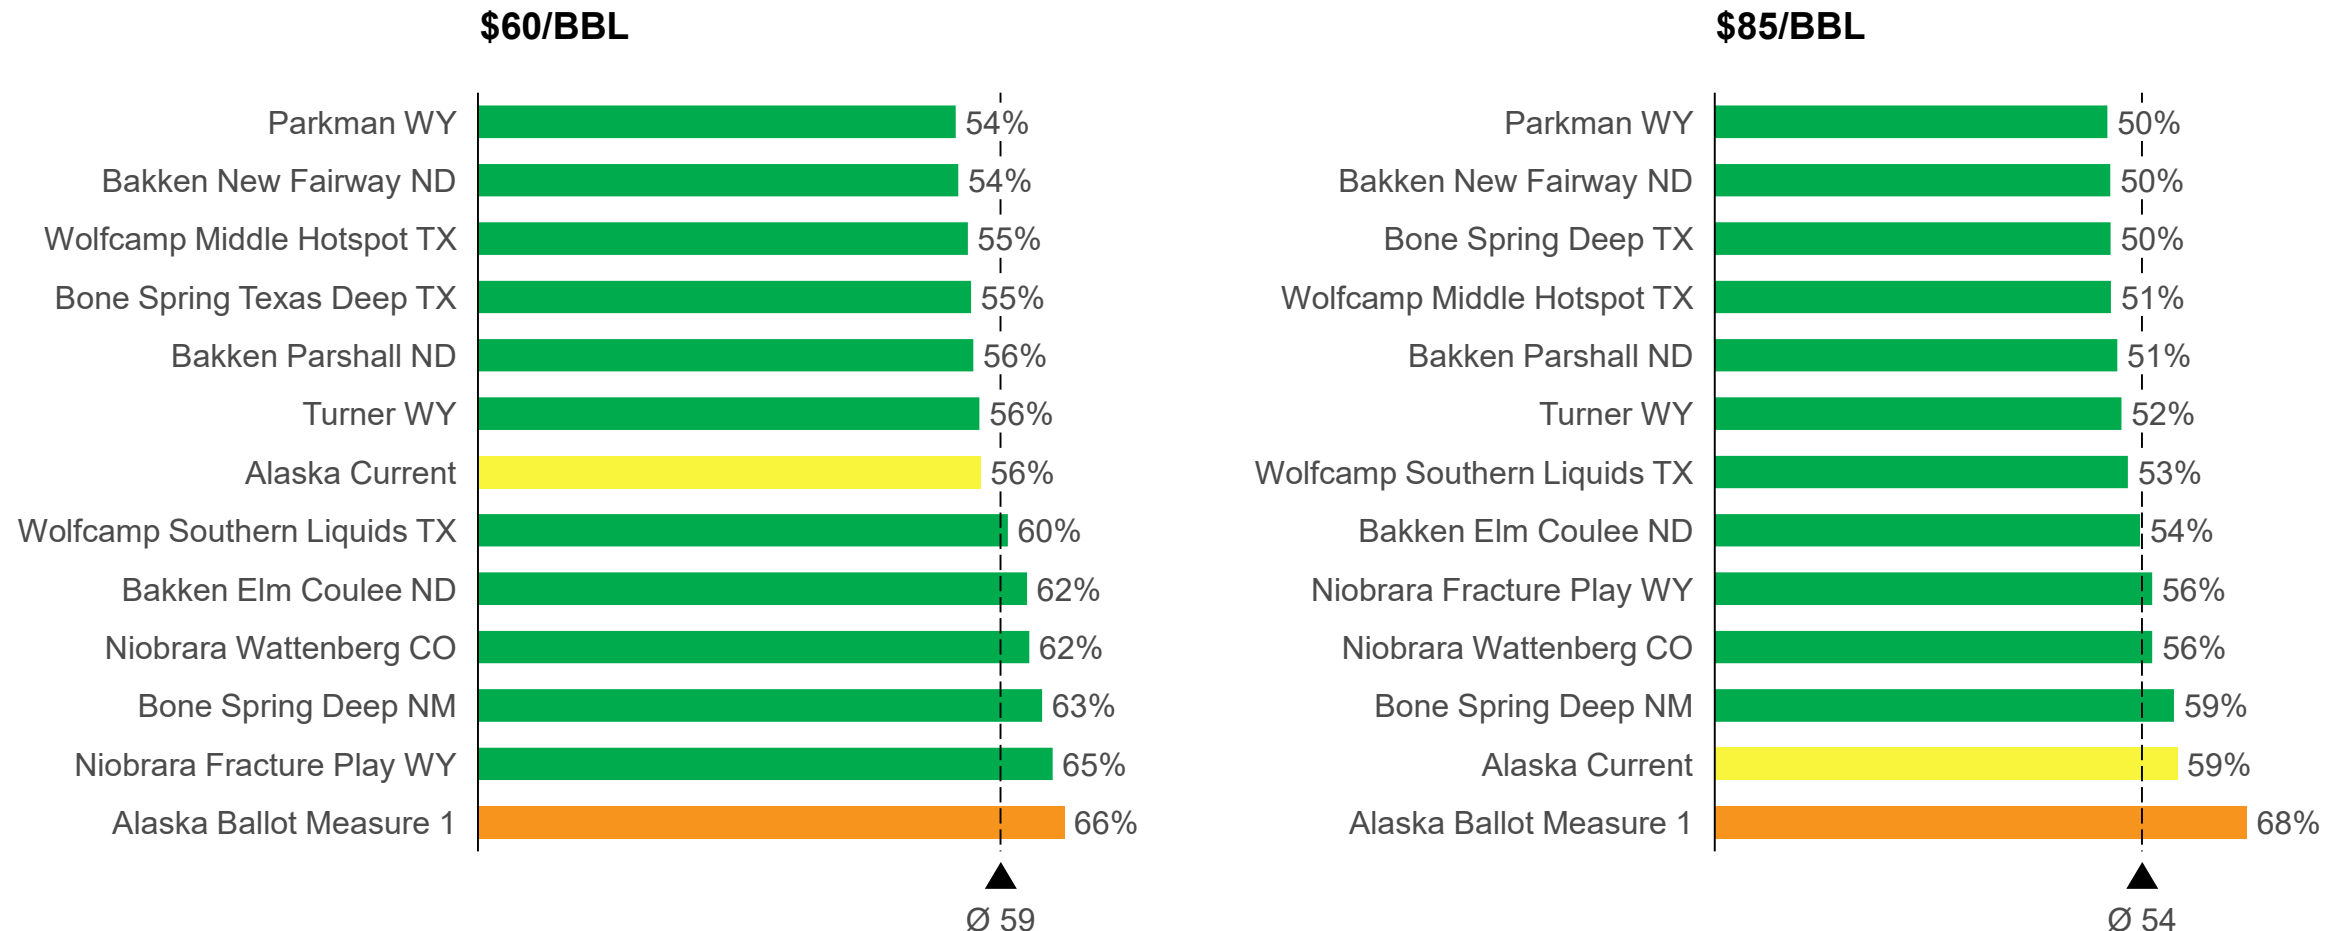 $60/BBL
Parkman WY 54%
Bakken New Fairway ND 54%
Wolfcamp Middle Hotspot TX 55%
Bone Spring Texas Deep TX 55%
Bakken Parshall ND 56%
Turner WY 56%
Alaska Current 56%
Wolfcamp Southern Liquids TX 60%
Bakken Elm Coulee ND 62%
Niobrara Wattenberg CO 62%
Bone Spring Deep NM 63%
Niobrara Fracture Play WY 65%
Alaska Ballot Measure 1 66%
Ø 59
$85/BBL
Parkman WY 50%
Bakken New Fairway ND 50%
Bone Spring Deep TX 50%
Wolfcamp Middle Hotspot TX 51%
Bakken Parshall ND 51%
Turner WY 52%
Wolfcamp Southern Liquids TX 53%
Bakken Elm Coulee ND 54%
Niobrara Fracture Play WY 56%
Niobrara Wattenberg CO 56%
Bone Spring Deep NM 59%
Alaska Current 59%
Alaska Ballot Measure 1 68%
Ø 54